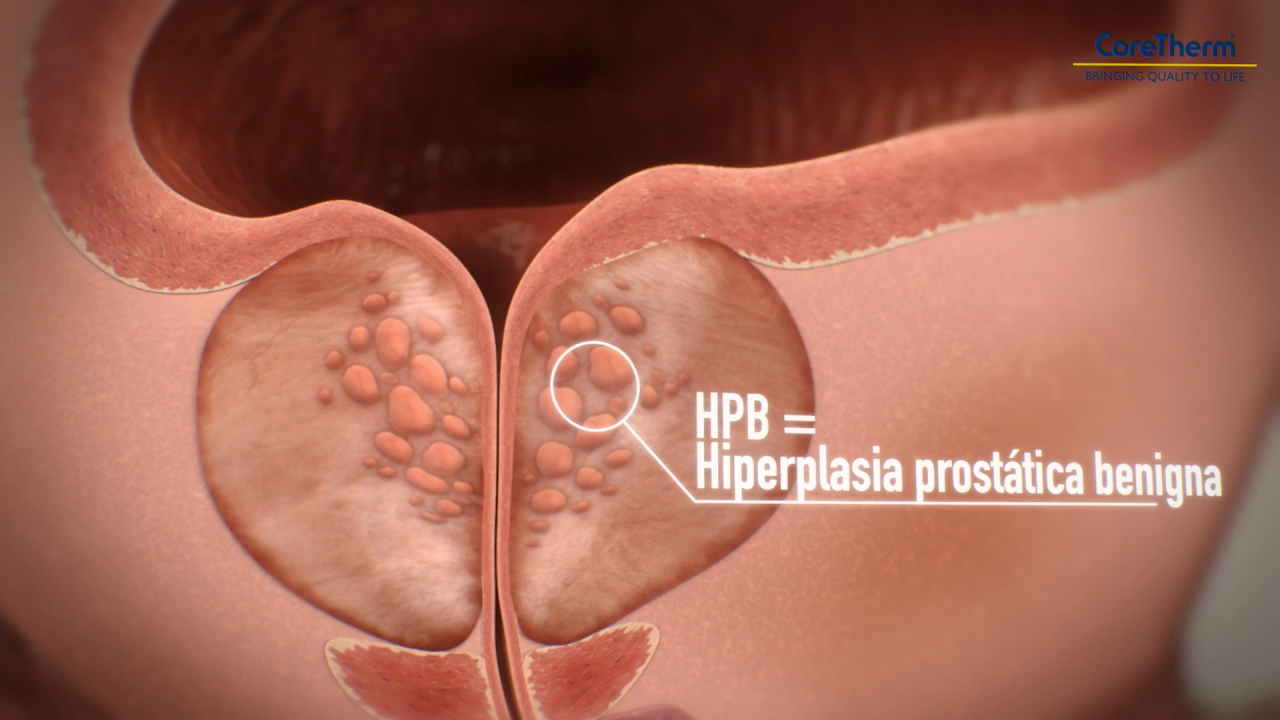 CoreTherm®
BRINGING QUALITY TO LIFE
HPB =
Hiperplasia prostática benigna